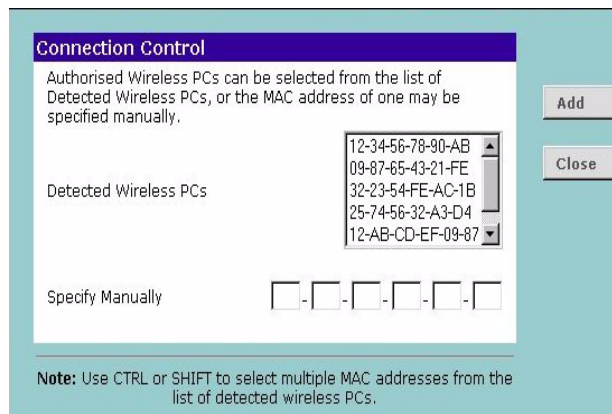 Connection Control
Authorised Wireless PCs can be selected from the list of
Detected Wireless PCs, or the MAC address of one may be
specified manually.
Add
12-34-56-78-90-AB
09-87-65-43-21-FE
Close
Detected Wireless PCs
32-23-54-FE-AC-1B
25-74-56-32-A3-D4
12-AB-CD-EF-09-87
Specify Manually - - - - -
Note: Use CTRL or SHIFT to select multiple MAC addresses from the
list of detected wireless PCs.